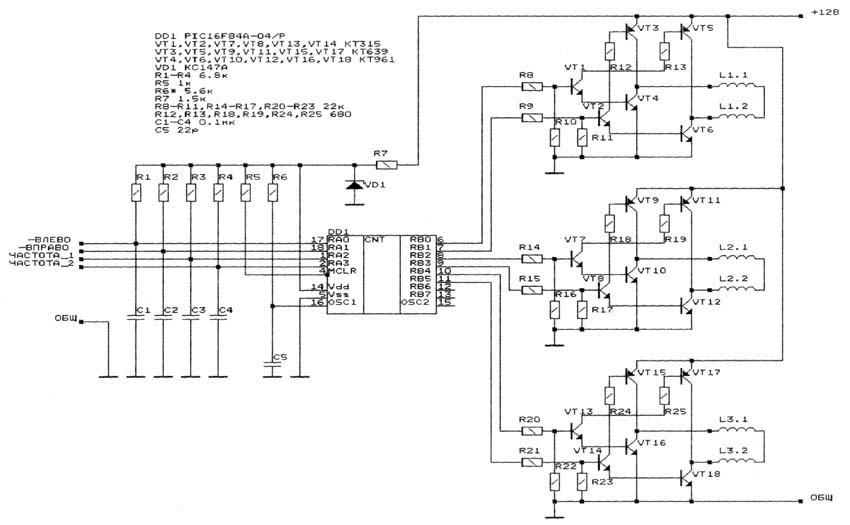 +12В
DD1 PIC16F84A-04/P
VT1,VT2,VT7,VT8,VT13,VT14 КТ315
VT3,VT5,VT9,VT11,VT15,VT17 КТ639
VT4,VT6,VT10,VT12,VT16,VT18 КТ961
VD1 КС147А
R1-R4 6.8к
R5 1к
R6* 5.6к
R7 1.5к
R8-R11,R14-R17,R20-R23 22к
R12,R13,R18,R19,R24,R25 680
C1-C4 0.1мк
C5 22р
VT3 VT5
R12 R13
VT1
R8
L1.1
VT4
VT2
R9
L1.2
R10
VT6
R11
R7
R1 R2 R3 R4 R5 R6
VD1
VT9 VT11
R18 R19
DD1
-ВЛЕВО
17 RA0 CNT RB0 6
-ВПРАВО
18 RA1 RB1 7
ЧАСТОТА_1
1 RA2 RB2 8
ЧАСТОТА_2
2 RA3 RB3 9
4 MCLR RB4 10
RB5 11
14 Vdd RB6 12
5 Vss RB7 13
16 OSC1 OSC2 15
VT7
R14
L2.1
VT10
VT8
R15
L2.2
R16
VT12
R17
ОБЩ
C1 C2 C3 C4
C5
VT15 VT17
R24 R25
VT13
R20
L3.1
VT16
VT14
R21
L3.2
R22
VT18
R23
ОБЩ